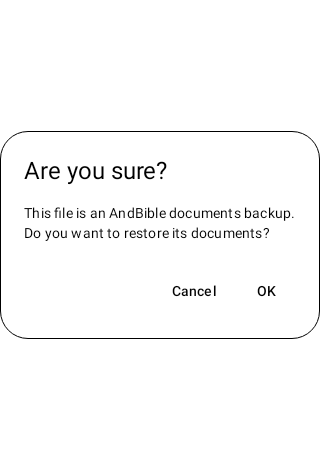 Are you sure?
This file is an AndBible documents backup.
Do you want to restore its documents?
Cancel OK